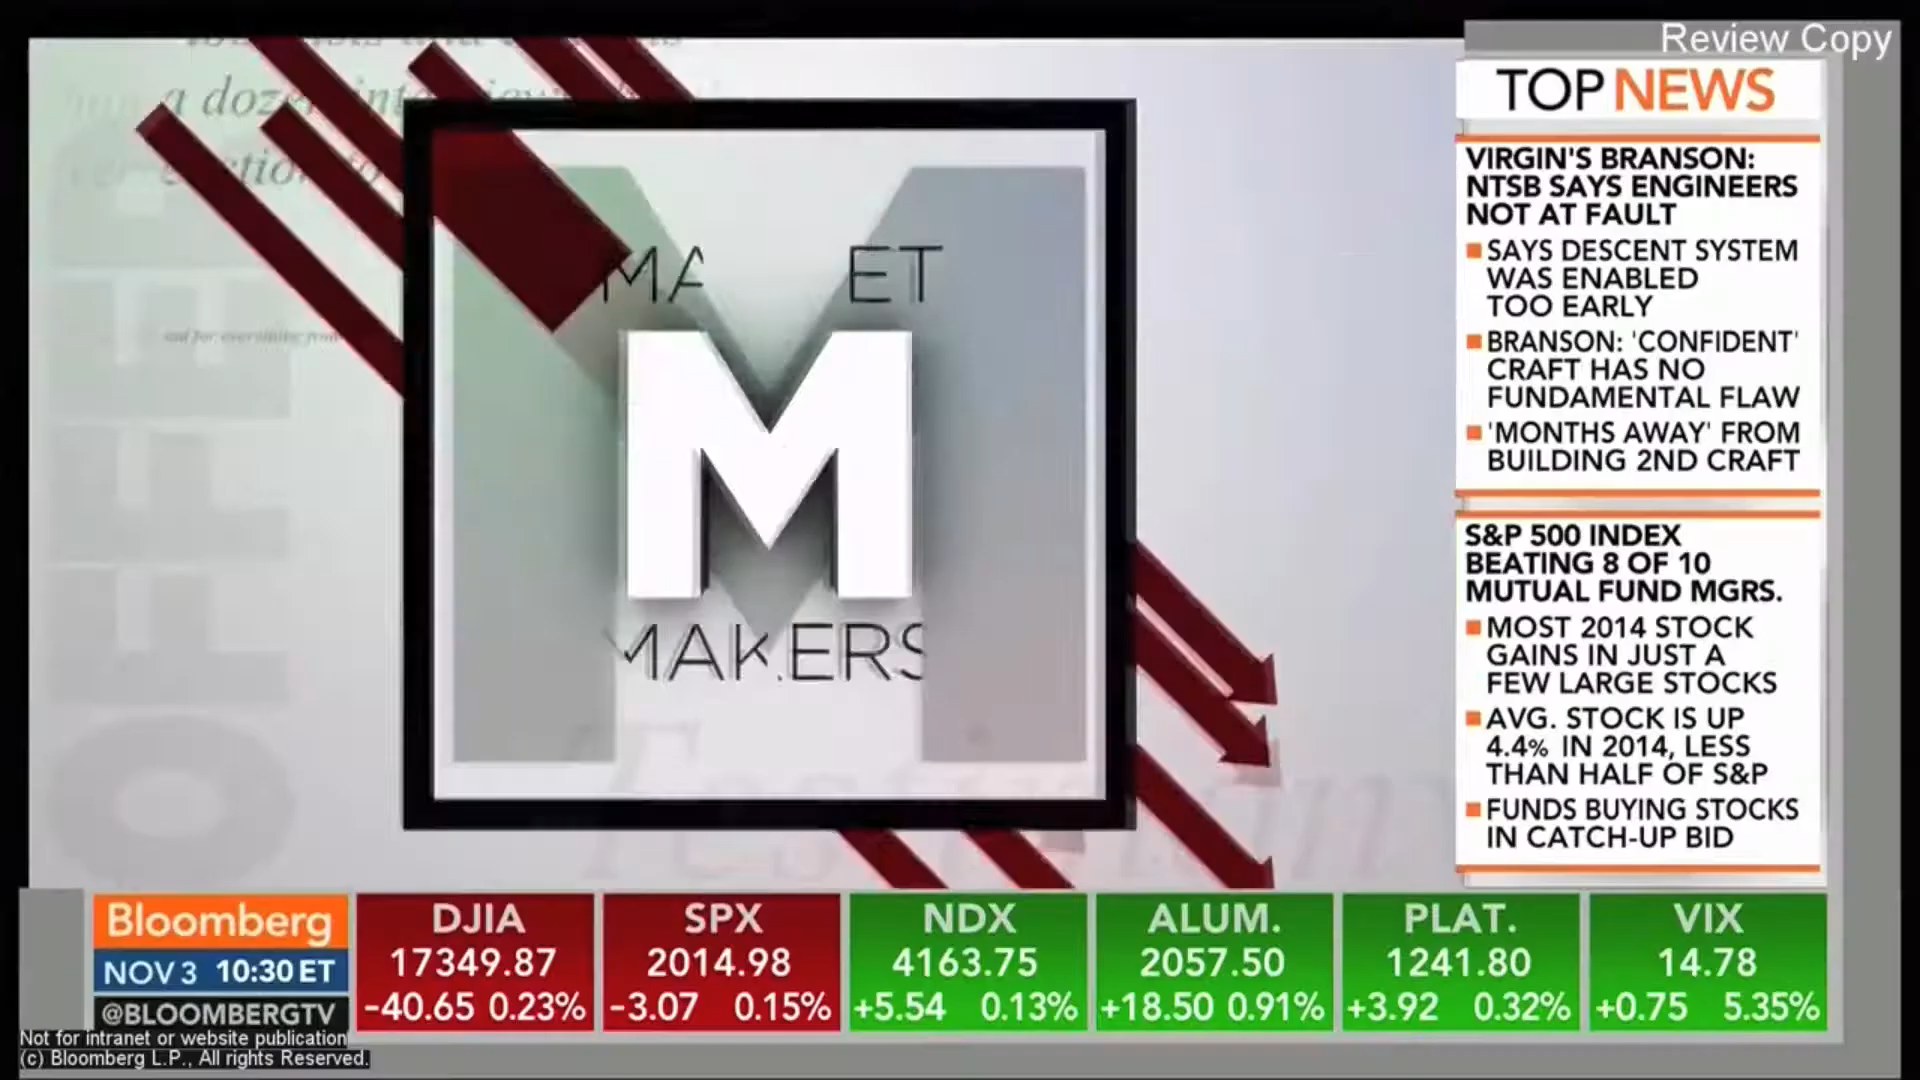 Review Copy
TOP NEWS
VIRGIN'S BRANSON:
NTSB SAYS ENGINEERS
NOT AT FAULT
SAYS DESCENT SYSTEM
WAS ENABLED
TOO EARLY
BRANSON: 'CONFIDENT'
CRAFT HAS NO
FUNDAMENTAL FLAW
'MONTHS AWAY' FROM
BUILDING 2ND CRAFT
S&P 500 INDEX
BEATING 8 OF 10
MUTUAL FUND MGRS.
MOST 2014 STOCK
GAINS IN JUST A
FEW LARGE STOCKS
AVG. STOCK IS UP
4.4% IN 2014, LESS
THAN HALF OF S&P
FUNDS BUYING STOCKS
IN CATCH-UP BID
a dozen interviews
MA ET
M
MAKERS
Bloomberg
NOV 3 10:30 ET
@BLOOMBERGTV
DJIA
17349.87
-40.65 0.23%
SPX
2014.98
-3.07 0.15%
NDX
4163.75
+5.54 0.13%
ALUM.
2057.50
+18.50 0.91%
PLAT.
1241.80
+3.92 0.32%
VIX
14.78
+0.75 5.35%
Not for intranet or website publication
(c) Bloomberg L.P., All rights Reserved.